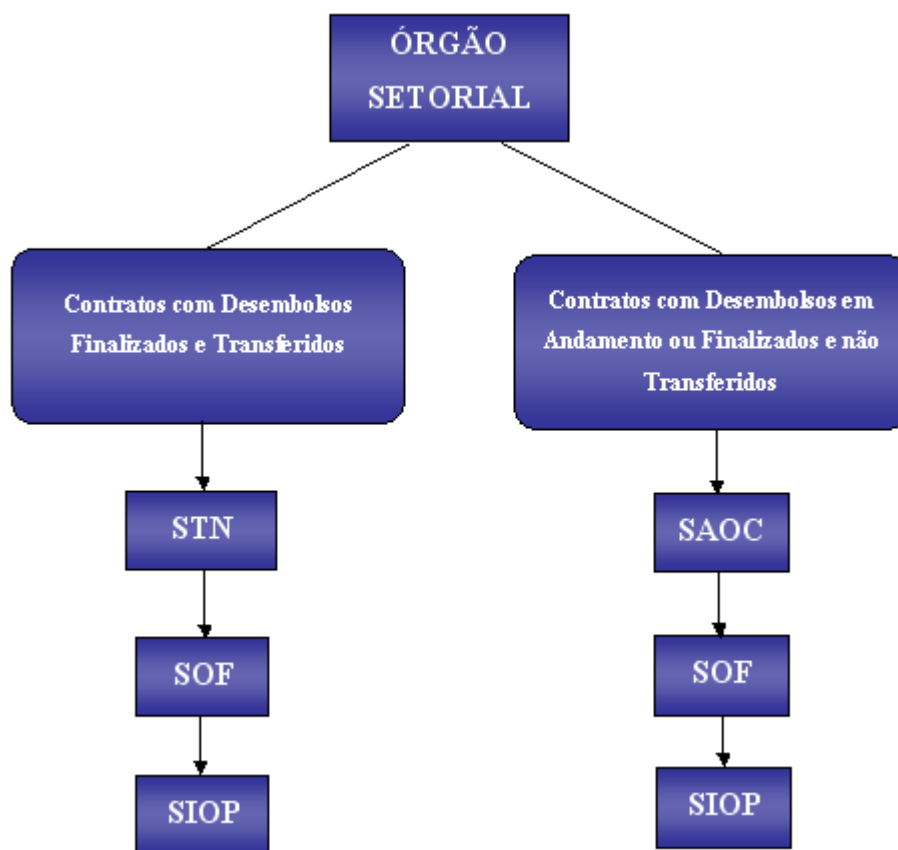 ÓRGÃO
SETORIAL
Contratos com Desembolsos
Finalizados e Transferidos
Contratos com Desembolsos em
Andamento ou Finalizados e não
Transferidos
STN
SAOC
SOF
SOF
SIOP
SIOP